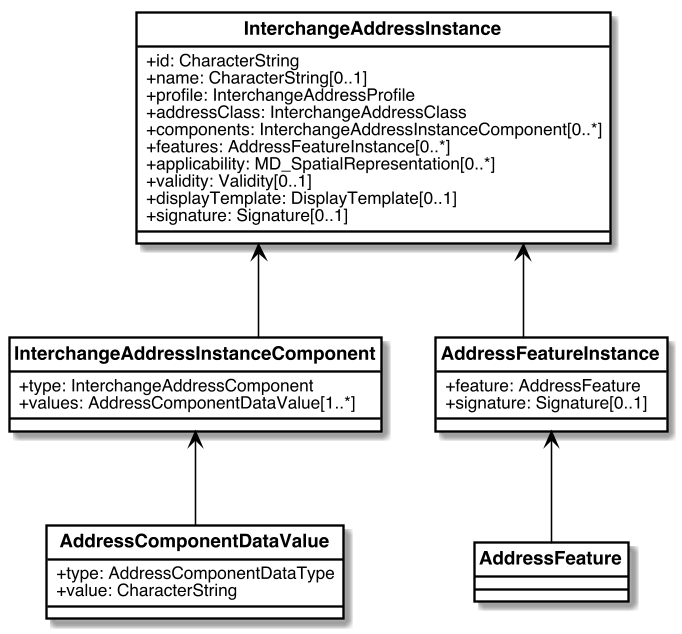 InterchangeAddressInstance
+id: CharacterString
+name: CharacterString[0..1]
+profile: InterchangeAddressProfile
+addressClass: InterchangeAddressClass
+components: InterchangeAddressInstanceComponent[0..*]
+features: AddressFeatureInstance[0..*]
+applicability: MD_SpatialRepresentation[0..*]
+validity: Validity[0..1]
+displayTemplate: DisplayTemplate[0..1]
+signature: Signature[0..1]
InterchangeAddressInstanceComponent
+type: InterchangeAddressComponent
+values: AddressComponentDataValue[1..*]
AddressFeatureInstance
+feature: AddressFeature
+signature: Signature[0..1]
AddressComponentDataValue
+type: AddressComponentDataType
+value: CharacterString
AddressFeature